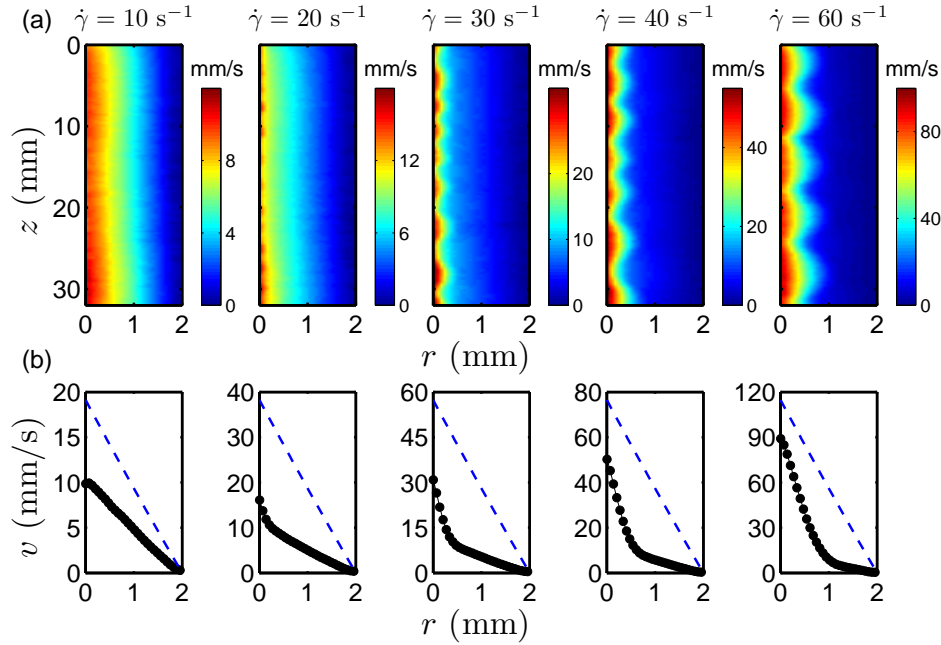 (a) γ̇ = 10 s⁻¹ γ̇ = 20 s⁻¹ γ̇ = 30 s⁻¹ γ̇ = 40 s⁻¹ γ̇ = 60 s⁻¹
mm/s mm/s mm/s mm/s mm/s
z (mm)
0 10 20 30
8 4 0
12 6 0
30 20 10 0
40 20 0
80 60 40 20 0
0 1 2 0 1 2 0 1 2 0 1 2 0 1 2
r (mm)
(b)
v (mm/s)
20 15 10 5 0
40 30 20 10 0
60 45 30 15 0
80 60 40 20 0
120 90 60 30 0
0 1 2 0 1 2 0 1 2 0 1 2 0 1 2
r (mm)